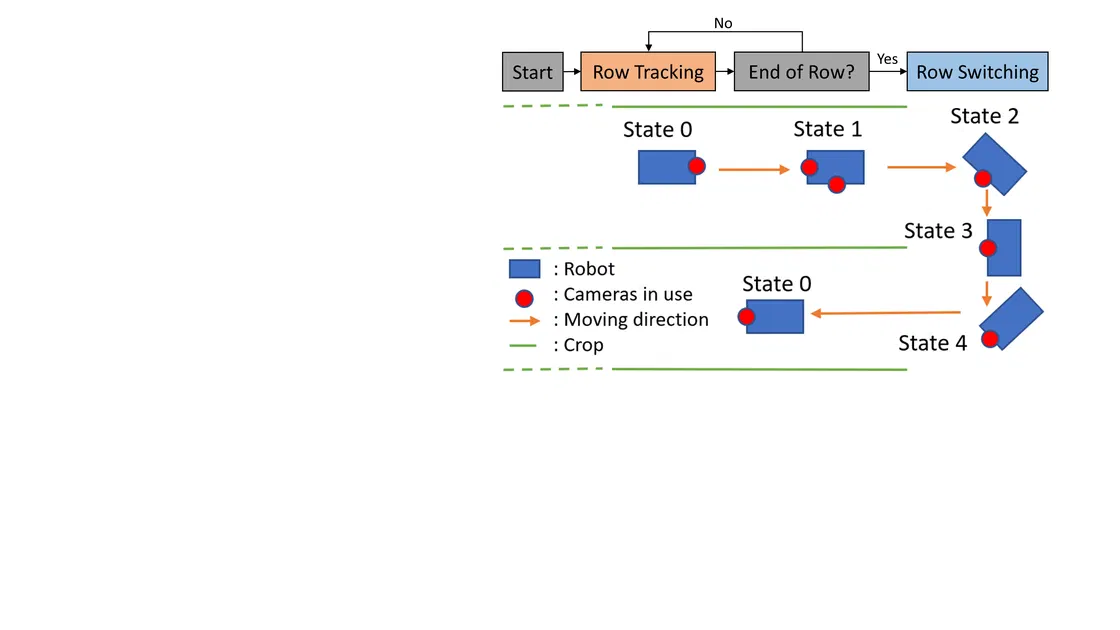 No
Start
Row Tracking
End of Row?
Yes
Row Switching
State 0
State 1
State 2
State 3
: Robot
: Cameras in use
: Moving direction
: Crop
State 0
State 4